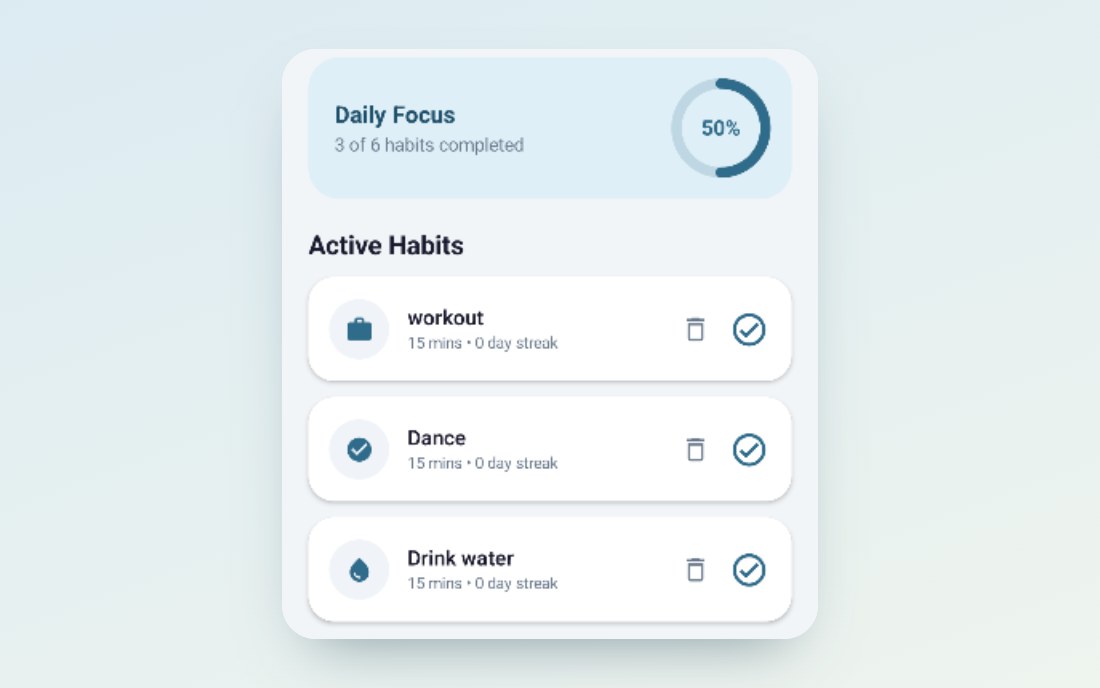 Daily Focus
3 of 6 habits completed
50%
Active Habits
workout
15 mins • 0 day streak
Dance
15 mins • 0 day streak
Drink water
15 mins • 0 day streak